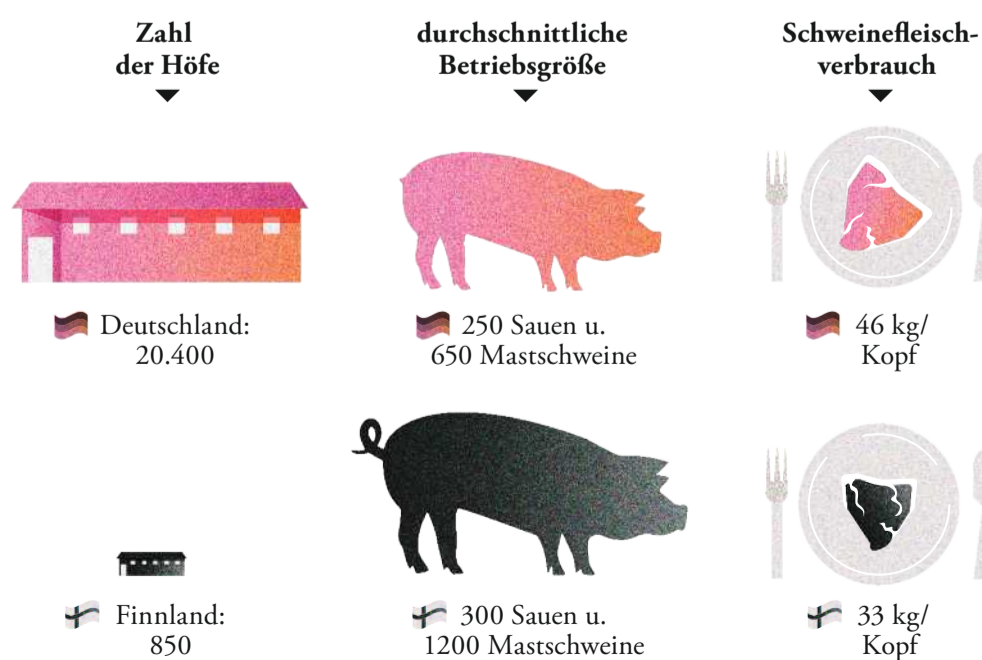 Zahl
der Höfe
durchschnittliche
Betriebsgröße
Schweinefleisch-
verbrauch
Deutschland:
20.400
250 Sauen u.
650 Mastschweine
46 kg/
Kopf
Finnland:
850
300 Sauen u.
1200 Mastschweine
33 kg/
Kopf